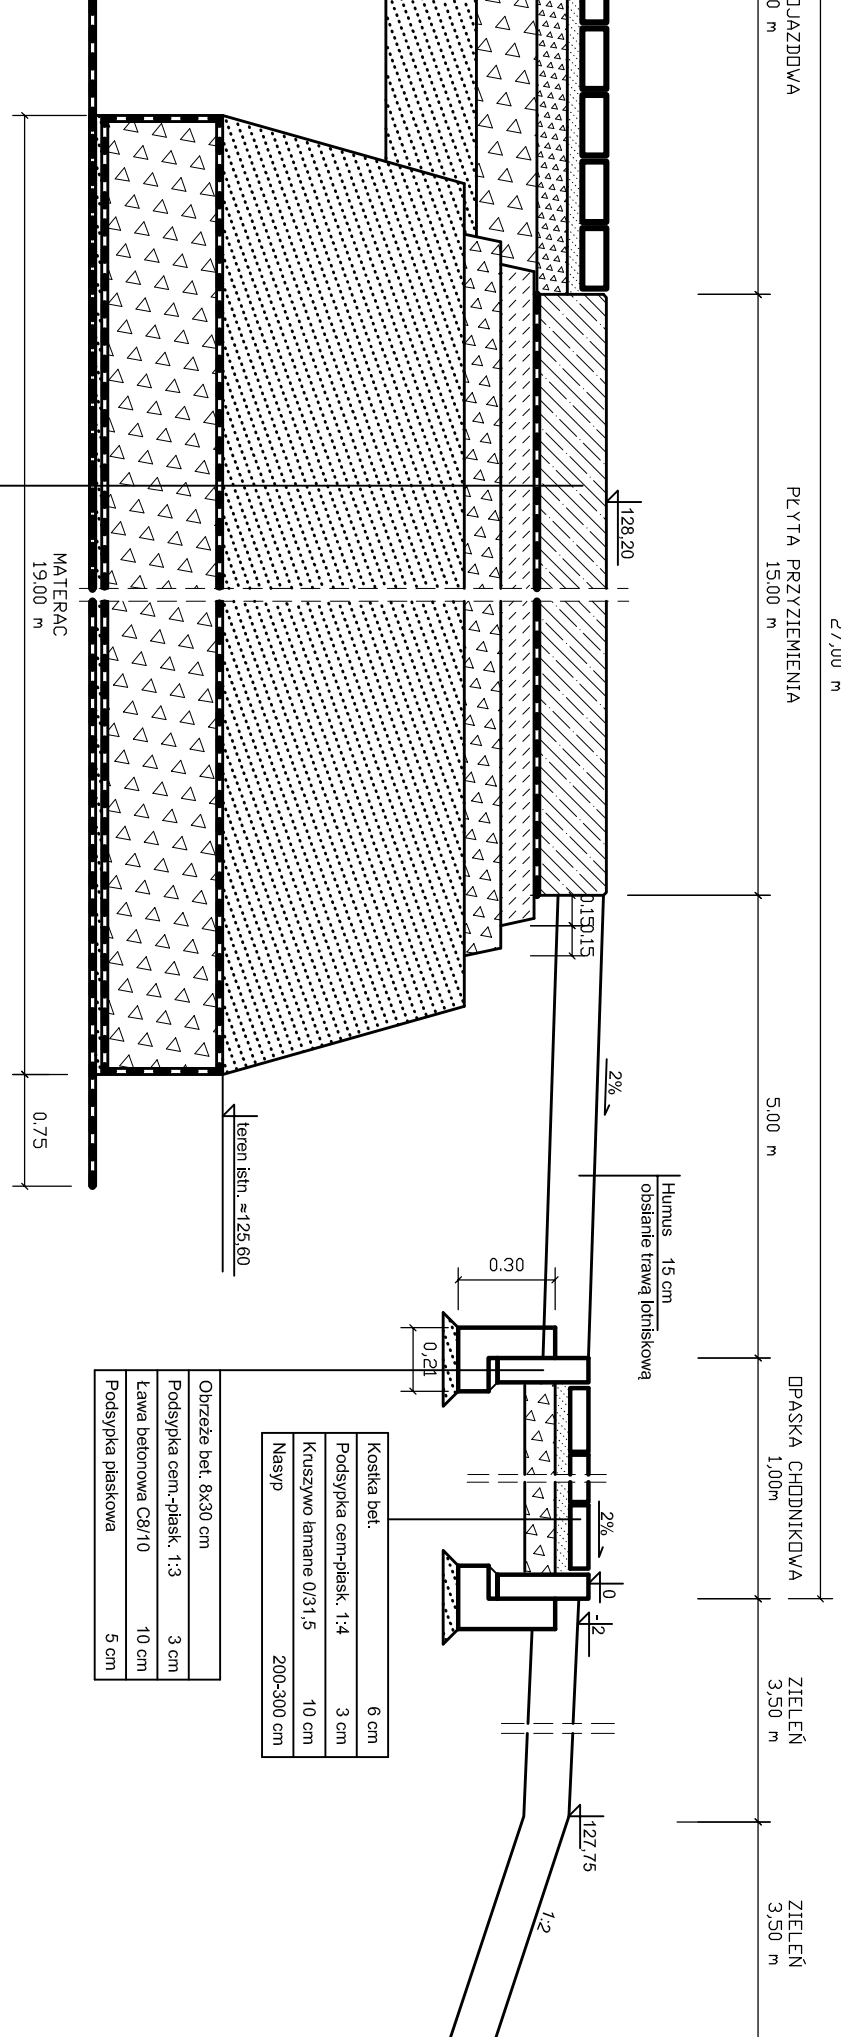 OJAZDOWA
0 m
27,00 m
PŁYTA PRZYZIEMIENIA
15.00 m
5.00 m
OPASKA CHODNIKOWA
1,00m
ZIELEŃ
3,50 m
ZIELEŃ
3,50 m
128,20
0.15
0.15
2%
Humus 15 cm
obsianie trawą lotniskową
2%
0
-2
127,75
1:2
0.30
0,21
teren istn. ≈125,60
MATERAC
19.00 m
0.75
Kostka bet. 6 cm
Podsypka cem-piask. 1:4 3 cm
Kruszywo łamane 0/31,5 10 cm
Nasyp 200-300 cm
Obrzeże bet. 8x30 cm
Podsypka cem.-piask. 1:3 3 cm
Ława betonowa C8/10 10 cm
Podsypka piaskowa 5 cm